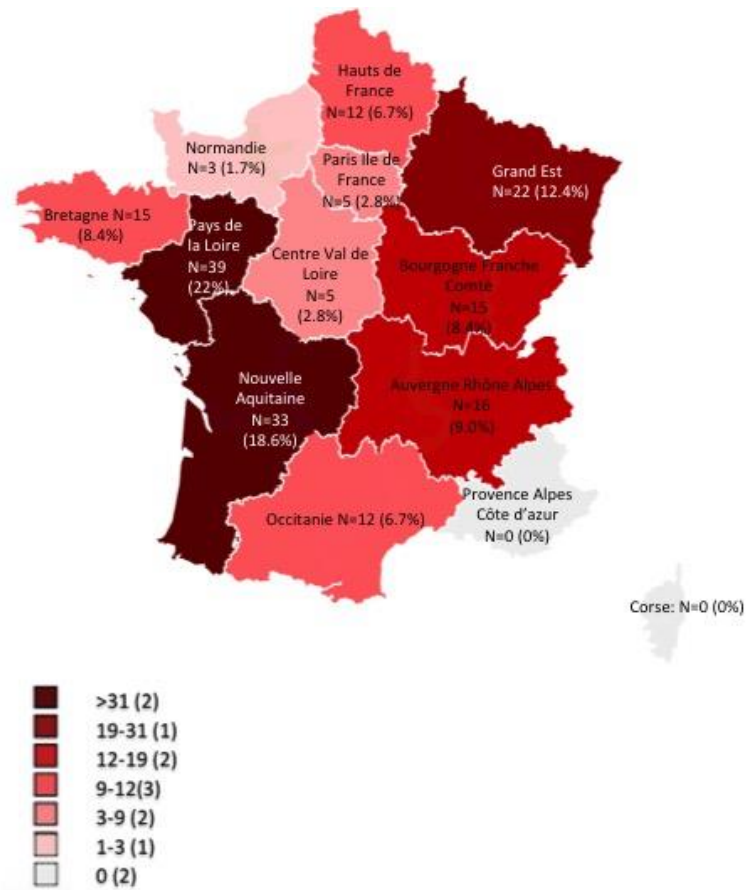 Hauts de
France
N=12 (6.7%)
Normandie
N=3 (1.7%)
Paris Ile de
France
N=5 (2.8%)
Grand Est
N=22 (12.4%)
Bretagne N=15
(8.4%)
Pays de
la Loire
N=39
(22%)
Centre Val de
Loire
N=5
(2.8%)
Bourgogne Franche
Comté
N=15
(8.4%)
Nouvelle
Aquitaine
N=33
(18.6%)
Auvergne Rhône Alpes
N=16
(9.0%)
Occitanie N=12 (6.7%)
Provence Alpes
Côte d'azur
N=0 (0%)
Corse: N=0 (0%)
>31 (2)
19-31 (1)
12-19 (2)
9-12(3)
3-9 (2)
1-3 (1)
0 (2)